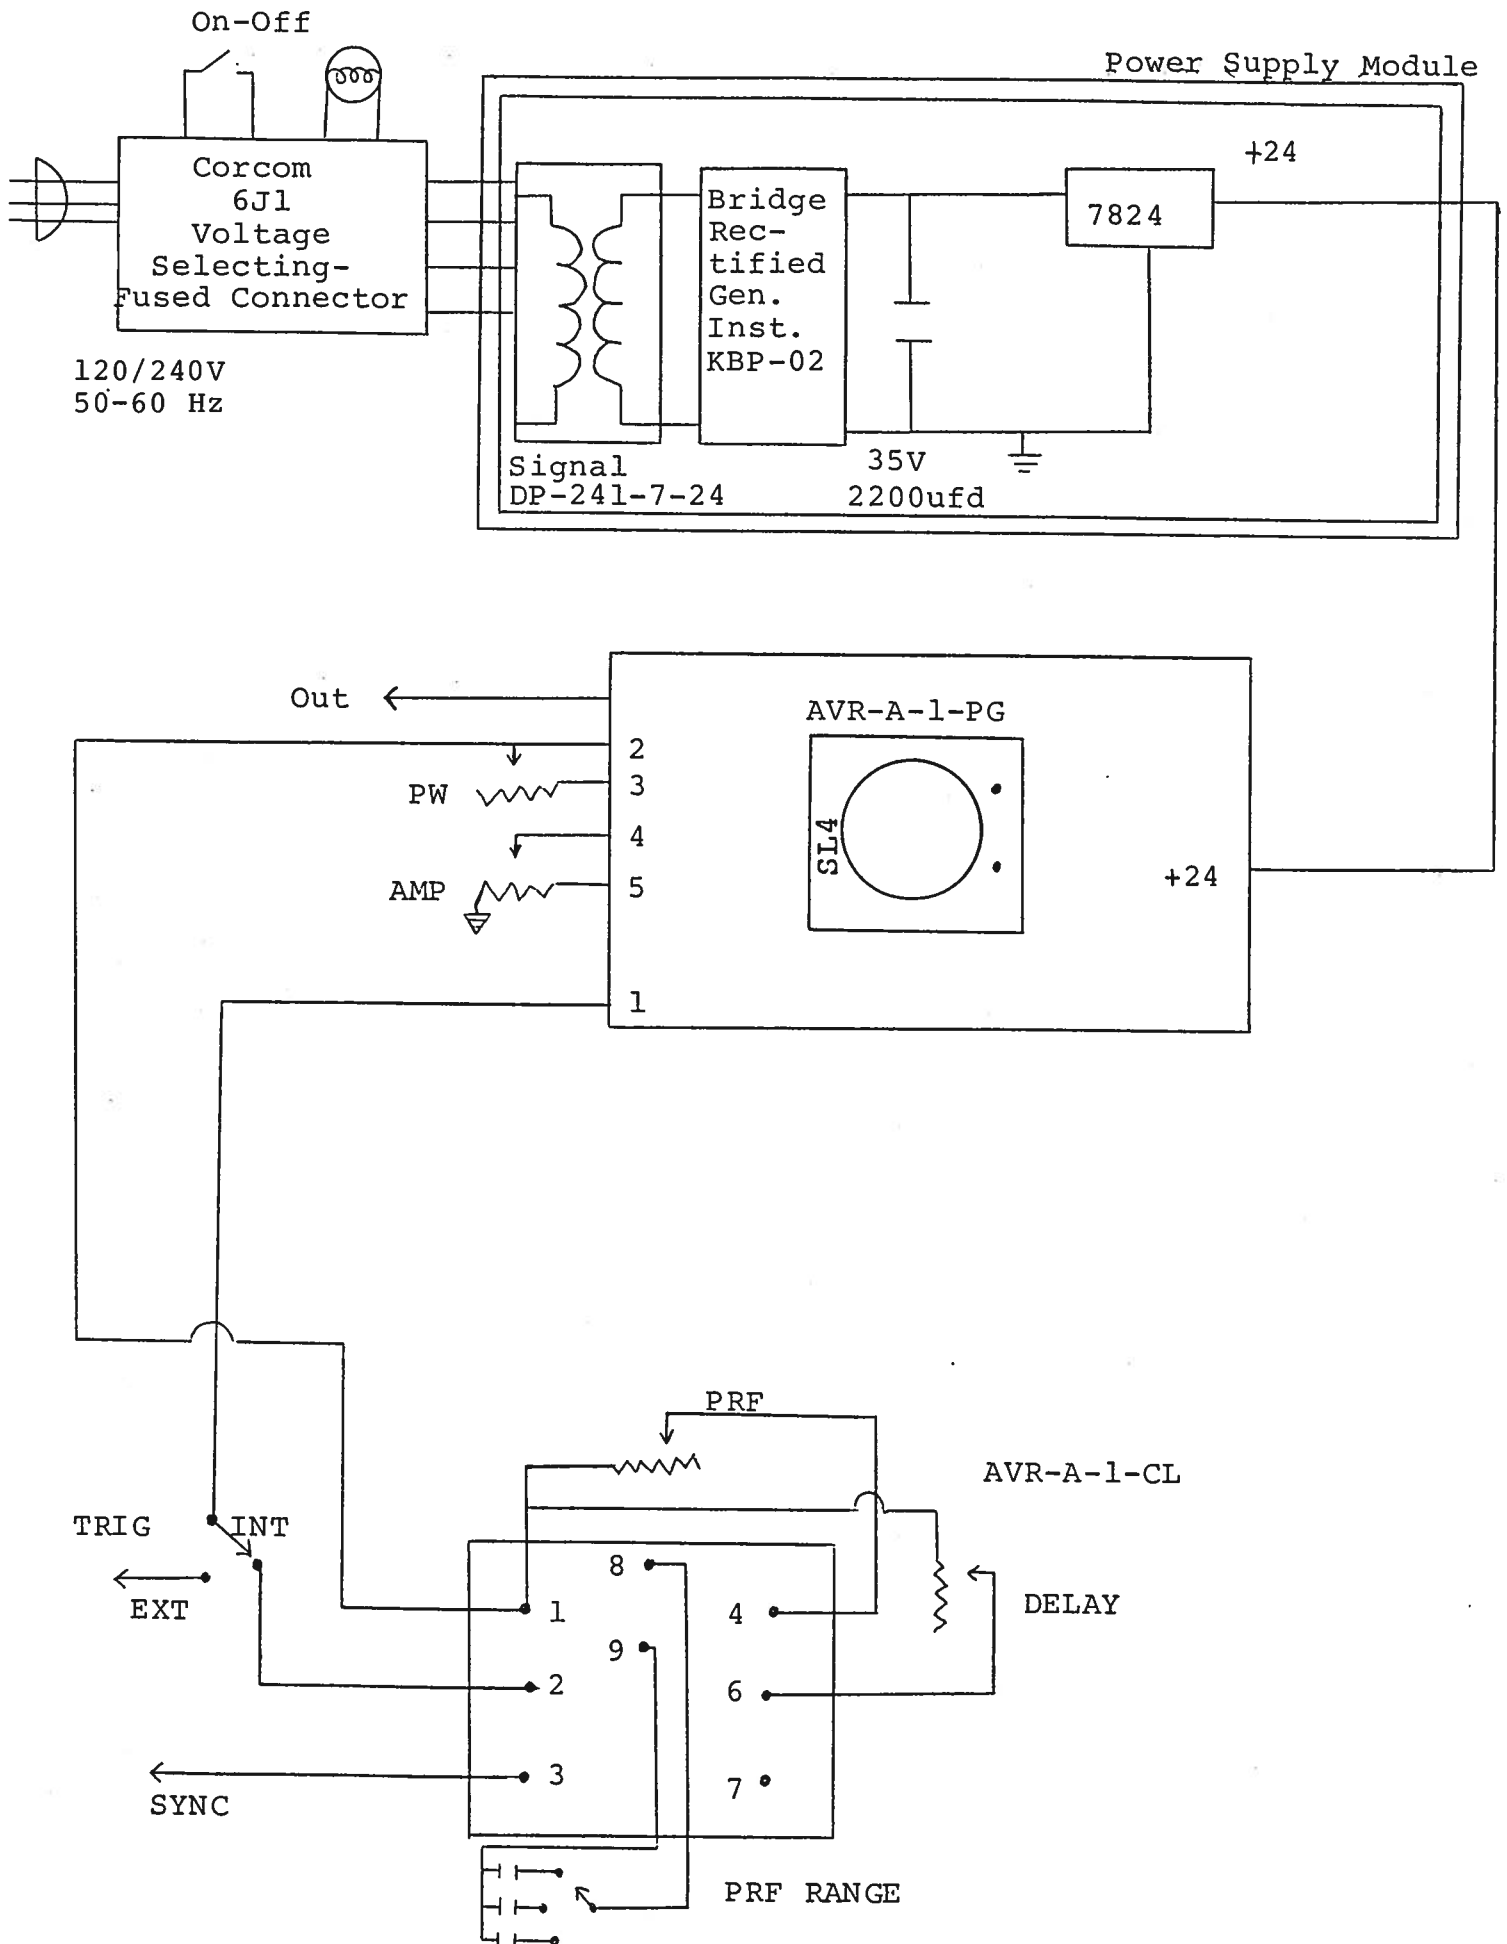 On-Off
Power Supply Module
Corcom
6J1
Voltage
Selecting-
Fused Connector
120/240V
50-60 Hz
Bridge
Rec-
tified
Gen.
Inst.
KBP-02
+24
7824
Signal
DP-241-7-24
35V
2200ufd
Out
AVR-A-1-PG
2
3
PW
4
5
AMP
SL4
+24
1
PRF
AVR-A-1-CL
TRIG
INT
EXT
8
1
4
DELAY
9
2
6
3
7
SYNC
PRF RANGE